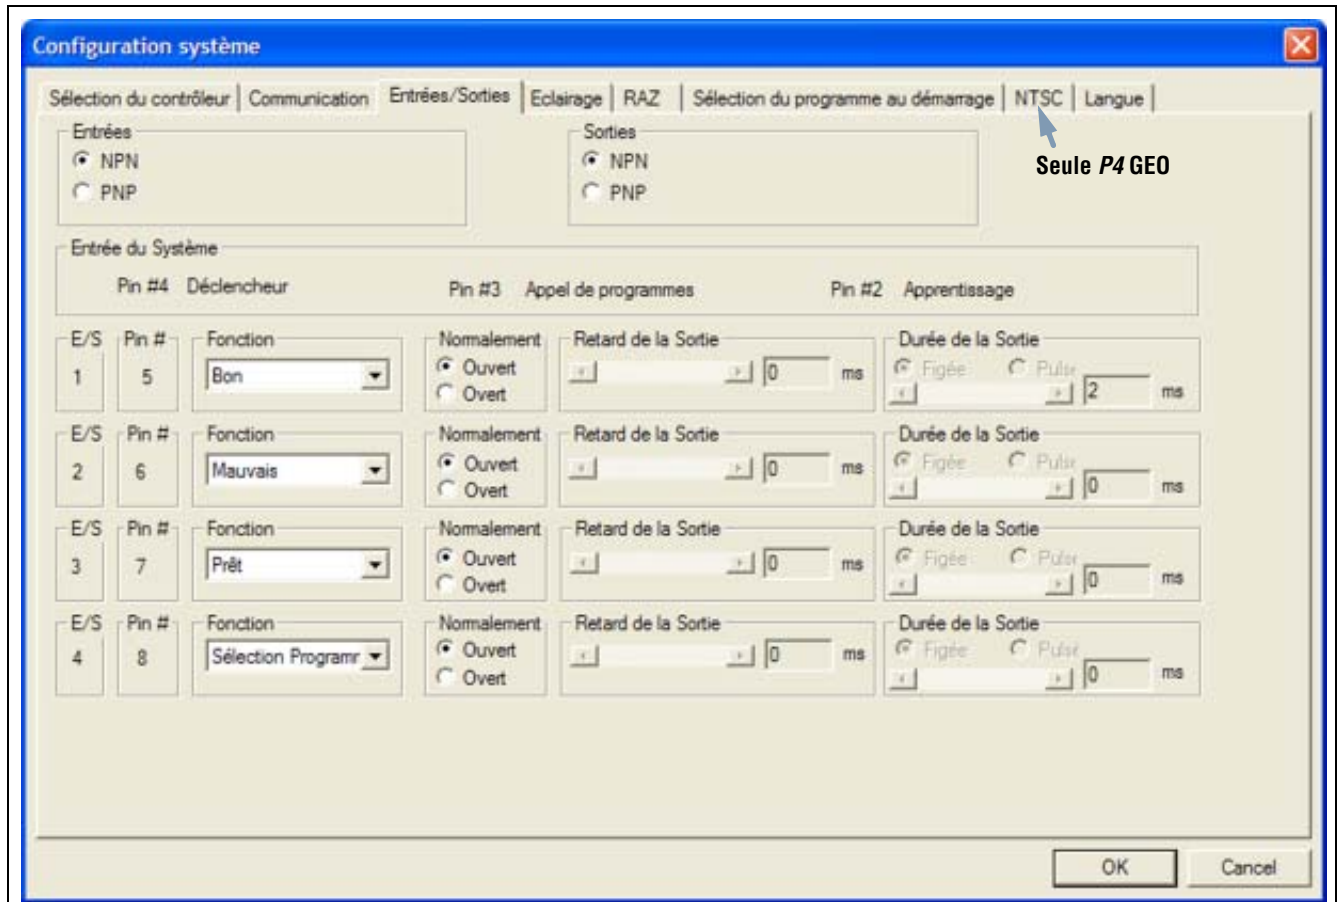 Configuration système
Sélection du contrôleur Communication Entrées/Sorties Eclairage RAZ Sélection du programme au démarrage NTSC Langue
Seule P4 GEO
Entrées
NPN
PNP
Sorties
NPN
PNP
Entrée du Système
Pin #4 Déclencheur Pin #3 Appel de programmes Pin #2 Apprentissage
E/S Pin # Fonction Normalement Retard de la Sortie Durée de la Sortie
1 5 Bon Ouvert 0 ms Figée Pulse
Overt 2 ms
E/S Pin # Fonction Normalement Retard de la Sortie Durée de la Sortie
2 6 Mauvais Ouvert 0 ms Figée Pulse
Overt 0 ms
E/S Pin # Fonction Normalement Retard de la Sortie Durée de la Sortie
3 7 Prêt Ouvert 0 ms Figée Pulse
Overt 0 ms
E/S Pin # Fonction Normalement Retard de la Sortie Durée de la Sortie
4 8 Sélection Programr Ouvert 0 ms Figée Pulsé
Overt 0 ms
OK Cancel